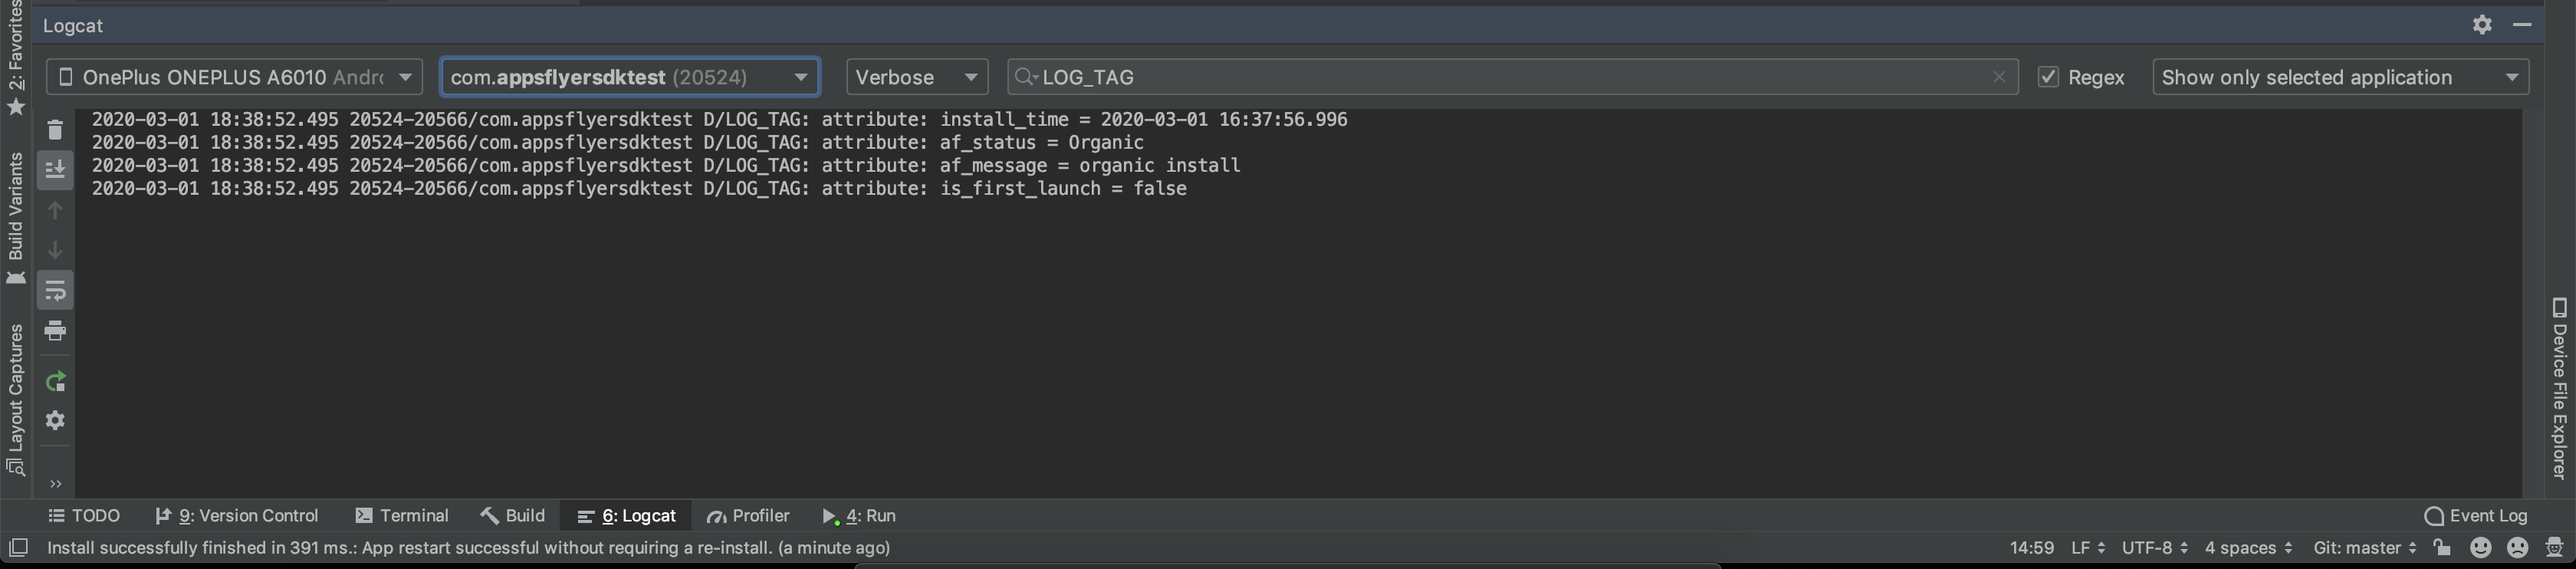 Logcat
OnePlus ONEPLUS A6010 Andro
com.appsflyersdktest (20524)
Verbose
LOG_TAG
Regex
Show only selected application
2020-03-01 18:38:52.495 20524-20566/com.appsflyersdktest D/LOG_TAG: attribute: install_time = 2020-03-01 16:37:56.996
2020-03-01 18:38:52.495 20524-20566/com.appsflyersdktest D/LOG_TAG: attribute: af_status = Organic
2020-03-01 18:38:52.495 20524-20566/com.appsflyersdktest D/LOG_TAG: attribute: af_message = organic install
2020-03-01 18:38:52.495 20524-20566/com.appsflyersdktest D/LOG_TAG: attribute: is_first_launch = false
2: Favorites
Build Variants
Layout Captures
Device File Explorer
TODO
9: Version Control
Terminal
Build
6: Logcat
Profiler
4: Run
Event Log
Install successfully finished in 391 ms.: App restart successful without requiring a re-install. (a minute ago)
14:59
LF
UTF-8
4 spaces
Git: master